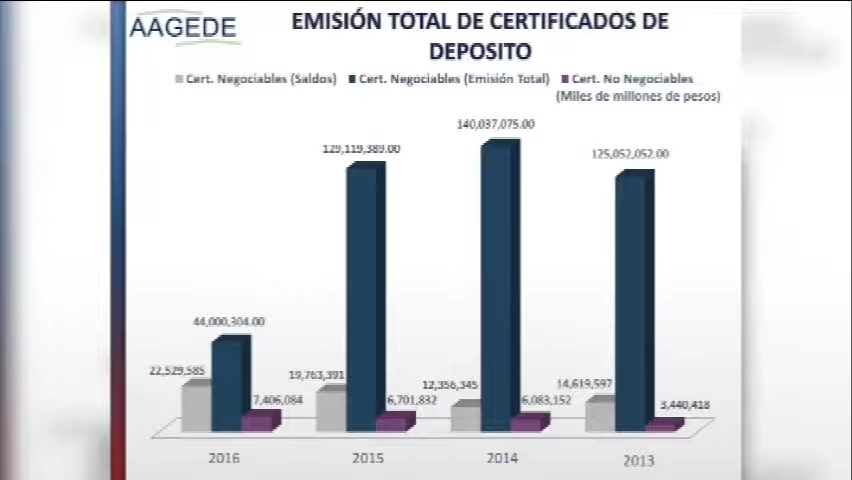 AAGEDE
EMISIÓN TOTAL DE CERTIFICADOS DE
DEPOSITO
Cert. Negociables (Saldos) Cert. Negociables (Emisión Total) Cert. No Negociables
(Miles de millones de pesos)
140,037,075.00
129,119,389.00
125,052,052.00
44,000,304.00
22,529,585
19,763,391
12,356,345
14,619,597
7,406,084
6,701,832
6,083,152
3,440,418
2016 2015 2014 2013